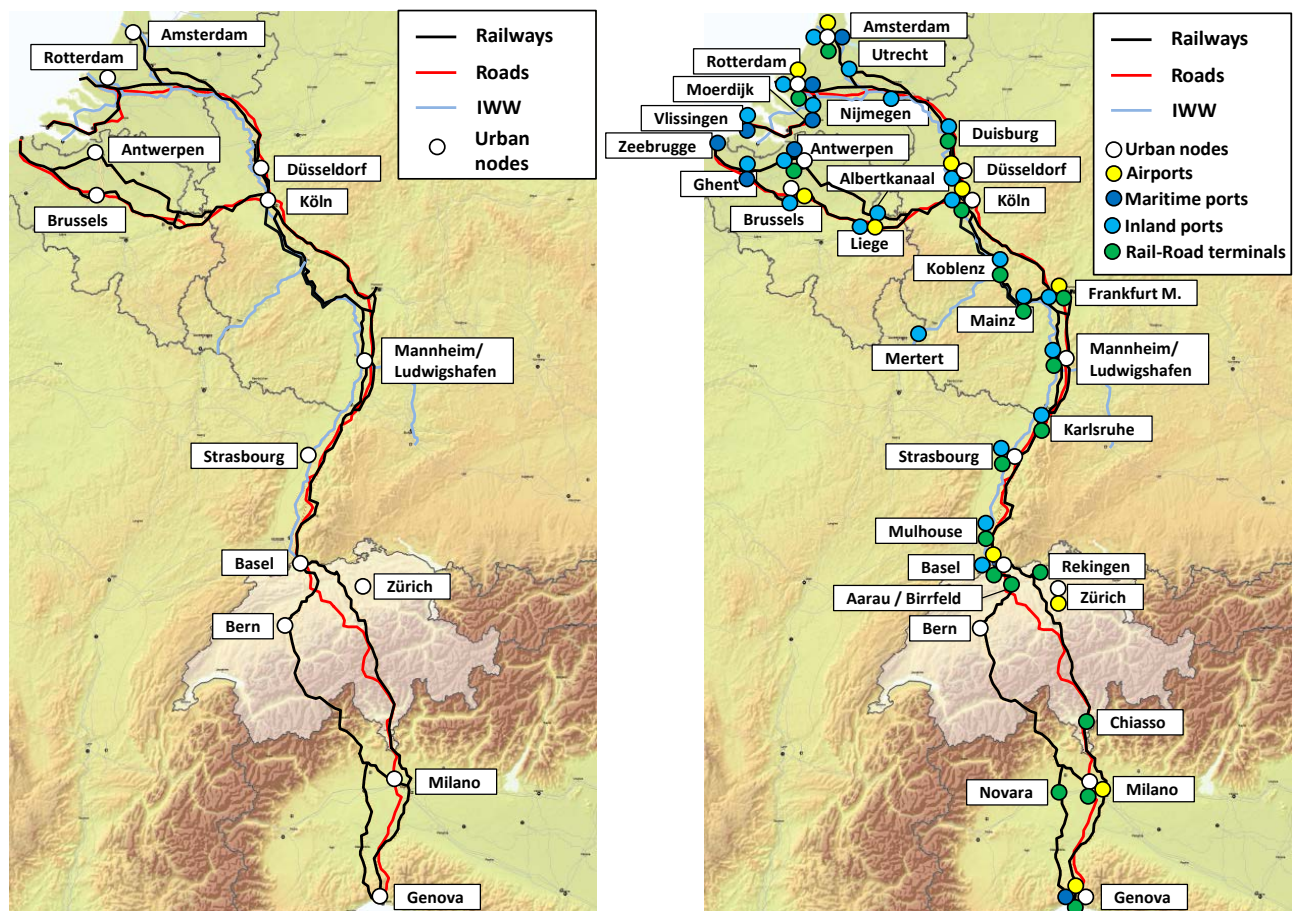 Amsterdam
Rotterdam
Antwerpen
Brussels
Düsseldorf
Köln
Mannheim/
Ludwigshafen
Strasbourg
Basel
Zürich
Bern
Milano
Genova
Railways
Roads
IWW
Urban
nodes
Amsterdam
Utrecht
Rotterdam
Moerdijk
Nijmegen
Vlissingen
Duisburg
Zeebrugge
Antwerpen
Düsseldorf
Albertkanaal
Ghent
Köln
Brussels
Liege
Koblenz
Frankfurt M.
Mainz
Mertert
Mannheim/
Ludwigshafen
Karlsruhe
Strasbourg
Mulhouse
Basel
Rekingen
Aarau / Birrfeld
Zürich
Bern
Chiasso
Novara
Milano
Genova
Railways
Roads
IWW
Urban nodes
Airports
Maritime ports
Inland ports
Rail-Road terminals